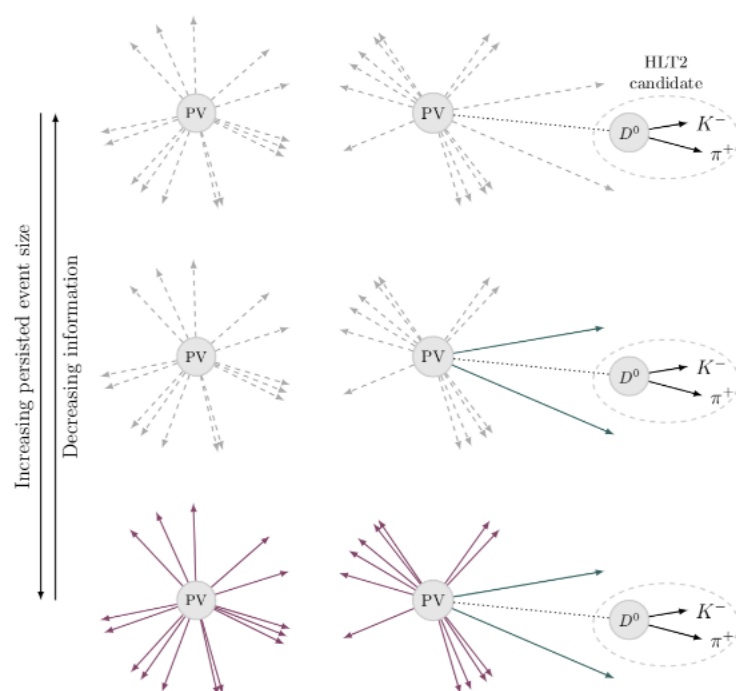 HLT2
candidate
PV
PV
D⁰
K⁻
π⁺
Increasing persisted event size
Decreasing information
PV
PV
D⁰
K⁻
π⁺
PV
PV
D⁰
K⁻
π⁺